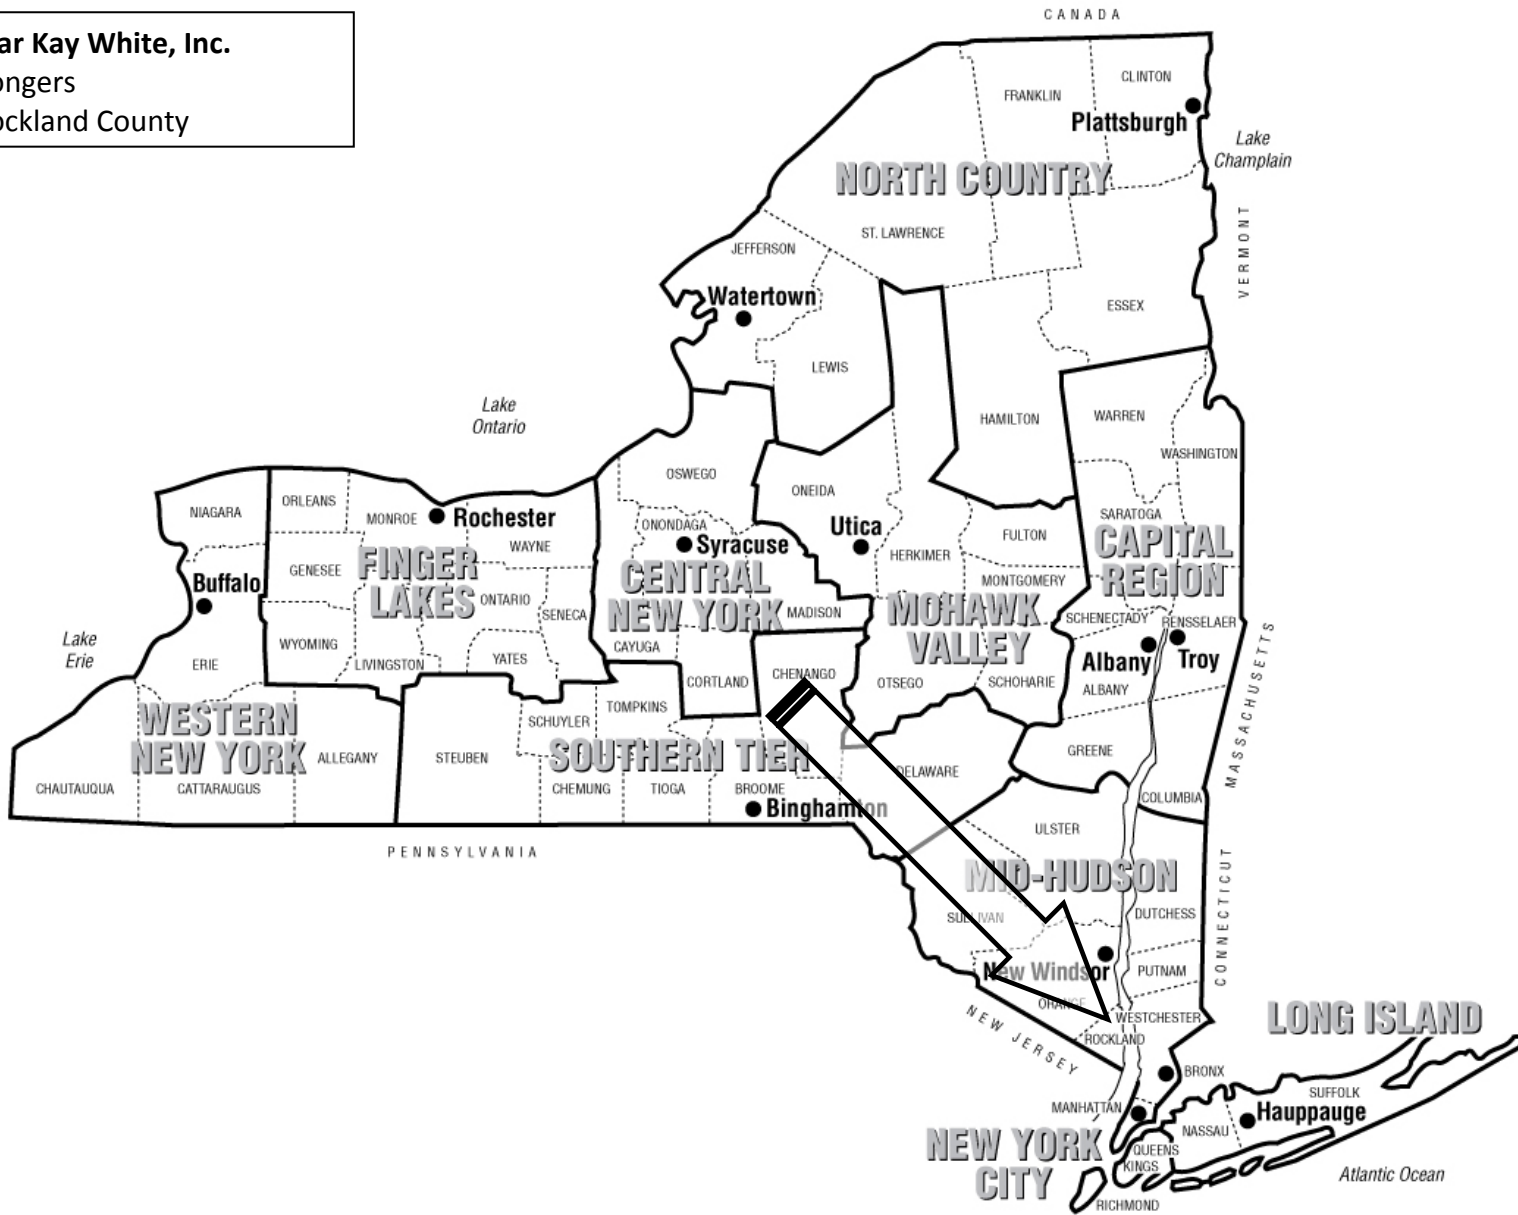 ar Kay White, Inc.
ongers
ockland County
CANADA
CLINTON
FRANKLIN
Plattsburgh
Lake
Champlain
NORTH COUNTRY
VERMONT
ST. LAWRENCE
JEFFERSON
Watertown
ESSEX
LEWIS
Lake
Ontario
HAMILTON
WARREN
WASHINGTON
OSWEGO
ONEIDA
NIAGARA
ORLEANS
MONROE
Rochester
WAYNE
ONONDAGA
Syracuse
Utica
HERKIMER
FULTON
SARATOGA
CAPITAL
REGION
GENESEE
FINGER
LAKES
ONTARIO
SENECA
CENTRAL
NEW YORK
MADISON
MONTGOMERY
MOHAWK
VALLEY
SCHENECTADY
RENSSELAER
Buffalo
Lake
Erie
ERIE
WYOMING
LIVINGSTON
YATES
CAYUGA
CORTLAND
CHENANGO
OTSEGO
SCHOHARIE
Albany
Troy
ALBANY
MASSACHUSETTS
WESTERN
NEW YORK
ALLEGANY
CHAUTAUQUA
CATTARAUGUS
STEUBEN
SCHUYLER
TOMPKINS
SOUTHERN TIER
CHEMUNG
TIOGA
BROOME
Binghamton
DELAWARE
GREENE
COLUMBIA
PENNSYLVANIA
ULSTER
MID-HUDSON
SULLIVAN
DUTCHESS
CONNECTICUT
New Windsor
PUTNAM
ORANGE
NEW JERSEY
WESTCHESTER
ROCKLAND
LONG ISLAND
BRONX
SUFFOLK
MANHATTAN
Hauppauge
NASSAU
NEW YORK
CITY
QUEENS
KINGS
RICHMOND
Atlantic Ocean